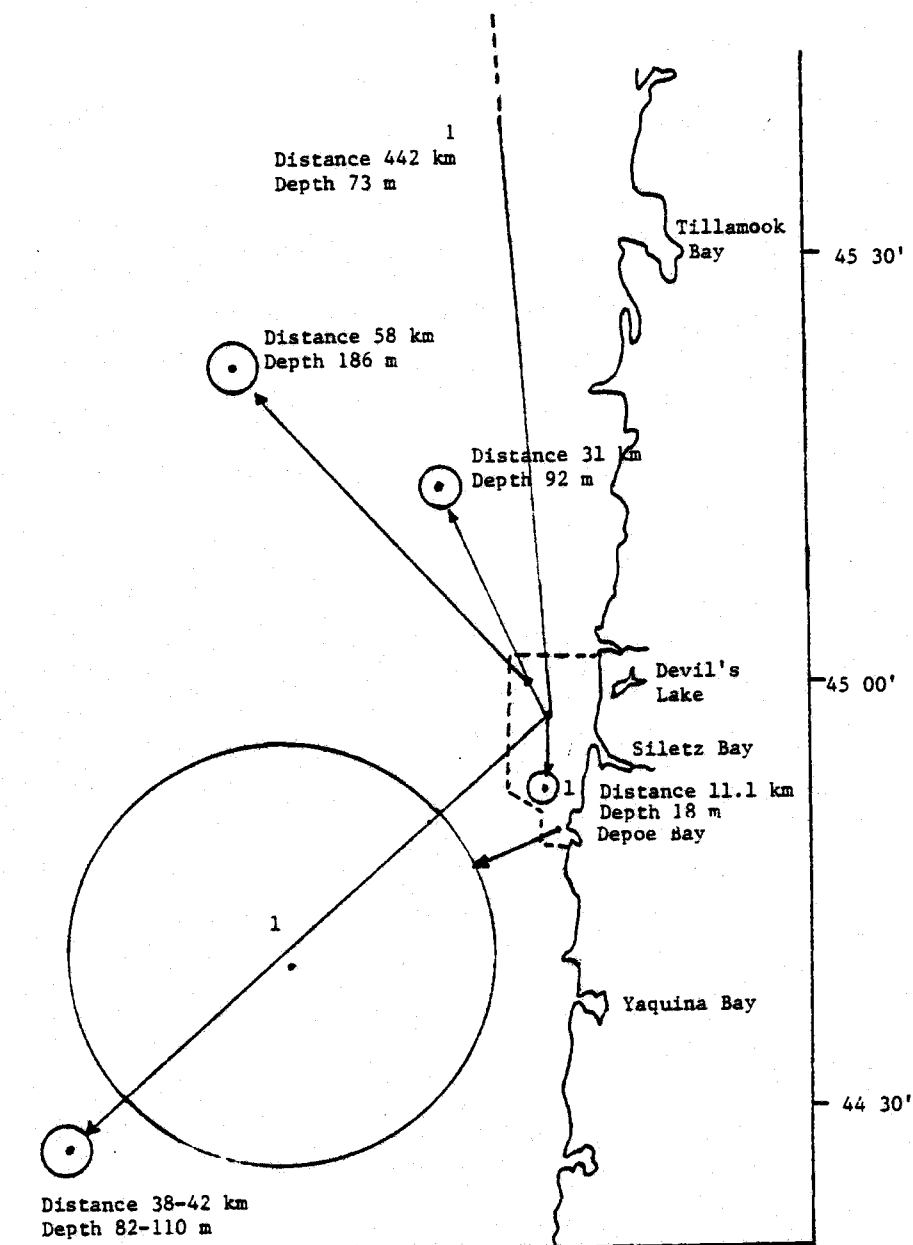 1
Distance 442 km
Depth 73 m
Tillamook
Bay
45 30'
Distance 58 km
Depth 186 m
Distance 31 km
Depth 92 m
Devil's
Lake
45 00'
Siletz Bay
1
Distance 11.1 km
Depth 18 m
Depoe Bay
1
Yaquina Bay
44 30'
Distance 38-42 km
Depth 82-110 m